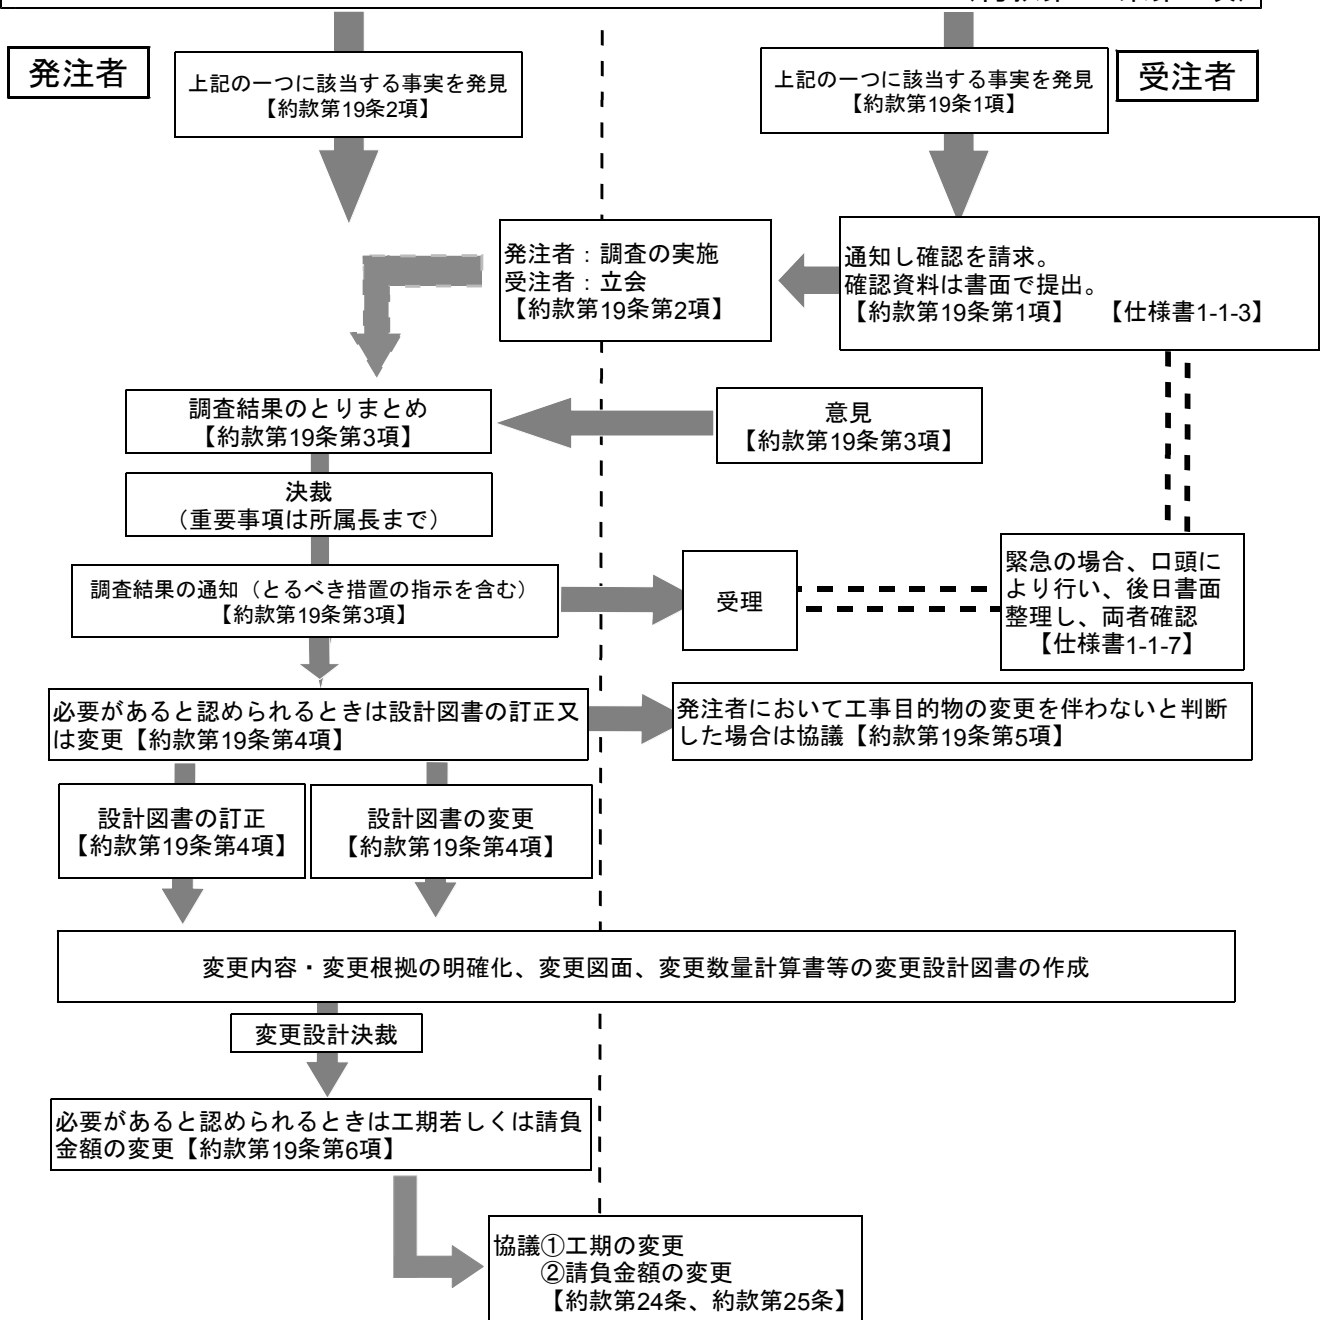 発注者
上記の一つに該当する事実を発見
【約款第19条2項】
上記の一つに該当する事実を発見
【約款第19条1項】
受注者
発注者：調査の実施
受注者：立会
【約款第19条第2項】
通知し確認を請求。
確認資料は書面で提出。
【約款第19条第1項】 【仕様書1-1-3】
調査結果のとりまとめ
【約款第19条第3項】
意見
【約款第19条第3項】
決裁
（重要事項は所属長まで）
調査結果の通知（とるべき措置の指示を含む）
【約款第19条第3項】
受理
緊急の場合、口頭に
より行い、後日書面
整理し、両者確認
【仕様書1-1-7】
必要があると認められるときは設計図書の訂正又
は変更【約款第19条第4項】
発注者において工事目的物の変更を伴わないと判断
した場合は協議【約款第19条第5項】
設計図書の訂正
【約款第19条第4項】
設計図書の変更
【約款第19条第4項】
変更内容・変更根拠の明確化、変更図面、変更数量計算書等の変更設計図書の作成
変更設計決裁
必要があると認められるときは工期若しくは請負
金額の変更【約款第19条第6項】
協議①工期の変更
②請負金額の変更
【約款第24条、約款第25条】